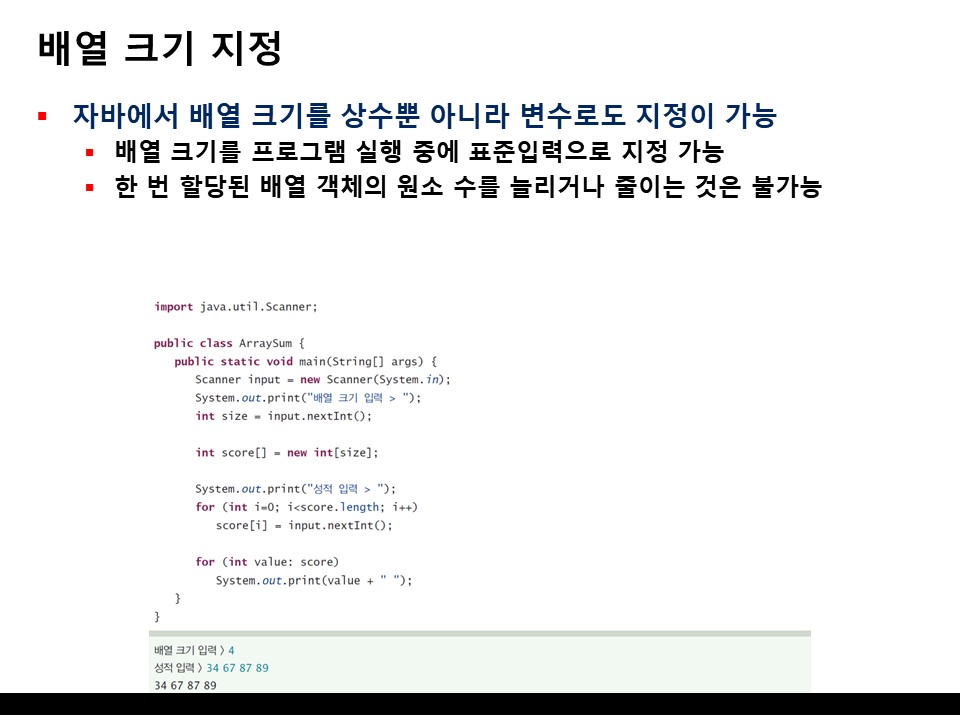 배열 크기 지정
자바에서 배열 크기를 상수뿐 아니라 변수로도 지정이 가능
배열 크기를 프로그램 실행 중에 표준입력으로 지정 가능
한 번 할당된 배열 객체의 원소 수를 늘리거나 줄이는 것은 불가능
import java.util.Scanner;
public class ArraySum {
public static void main(String[] args) {
Scanner input = new Scanner(System.in);
System.out.print("배열 크기 입력 > ");
int size = input.nextInt();
int score[] = new int[size];
System.out.print("성적 입력 > ");
for (int i=0; i<score.length; i++)
score[i] = input.nextInt();
for (int value: score)
System.out.print(value + " ");
}
}
배열 크기 입력 > 4
성적 입력 > 34 67 87 89
34 67 87 89